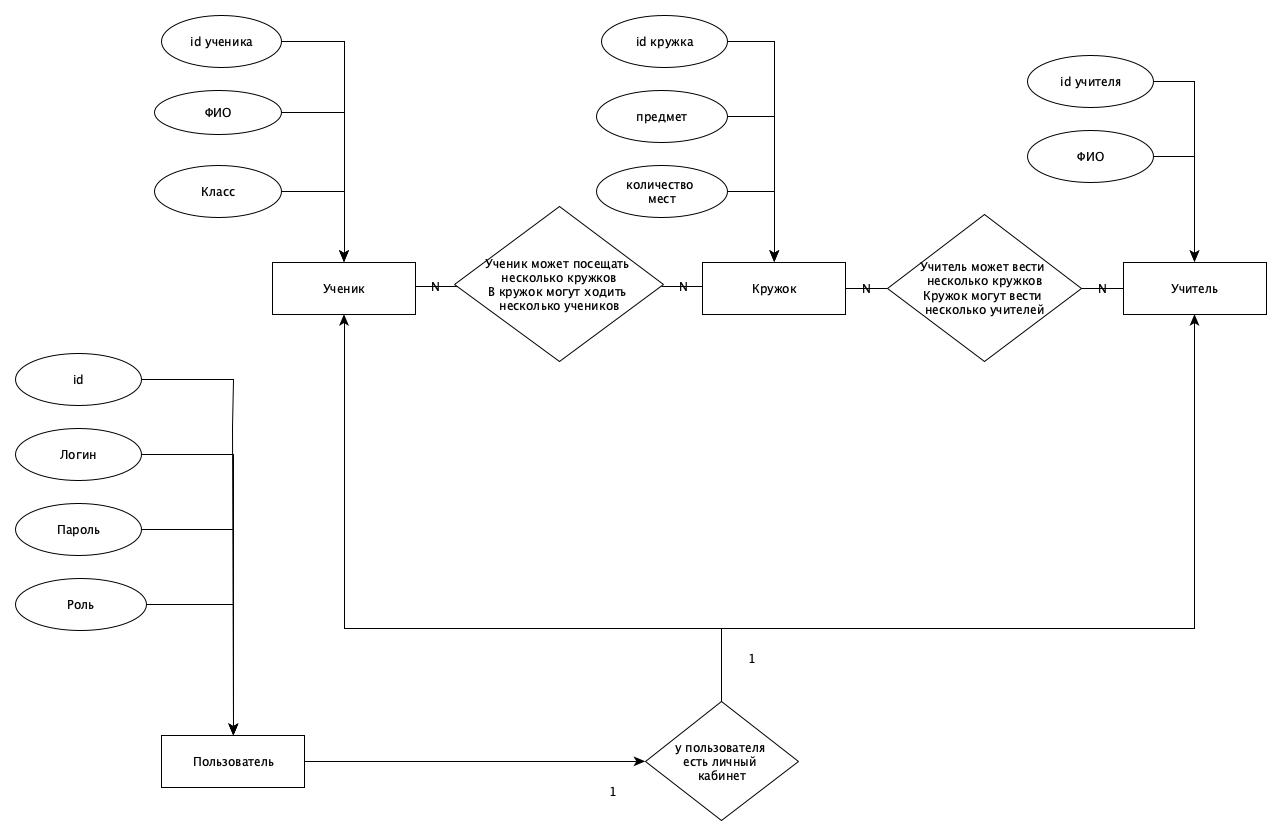 id ученика
ФИО
Класс
id кружка
предмет
количество
мест
id учителя
ФИО
Ученик
N
Ученик может посещать
несколько кружков
В кружок могут ходить
несколько учеников
N
Кружок
N
Учитель может вести
несколько кружков
Кружок могут вести
несколько учителей
N
Учитель
id
Логин
Пароль
Роль
Пользователь
1
у пользователя
есть личный
кабинет
1